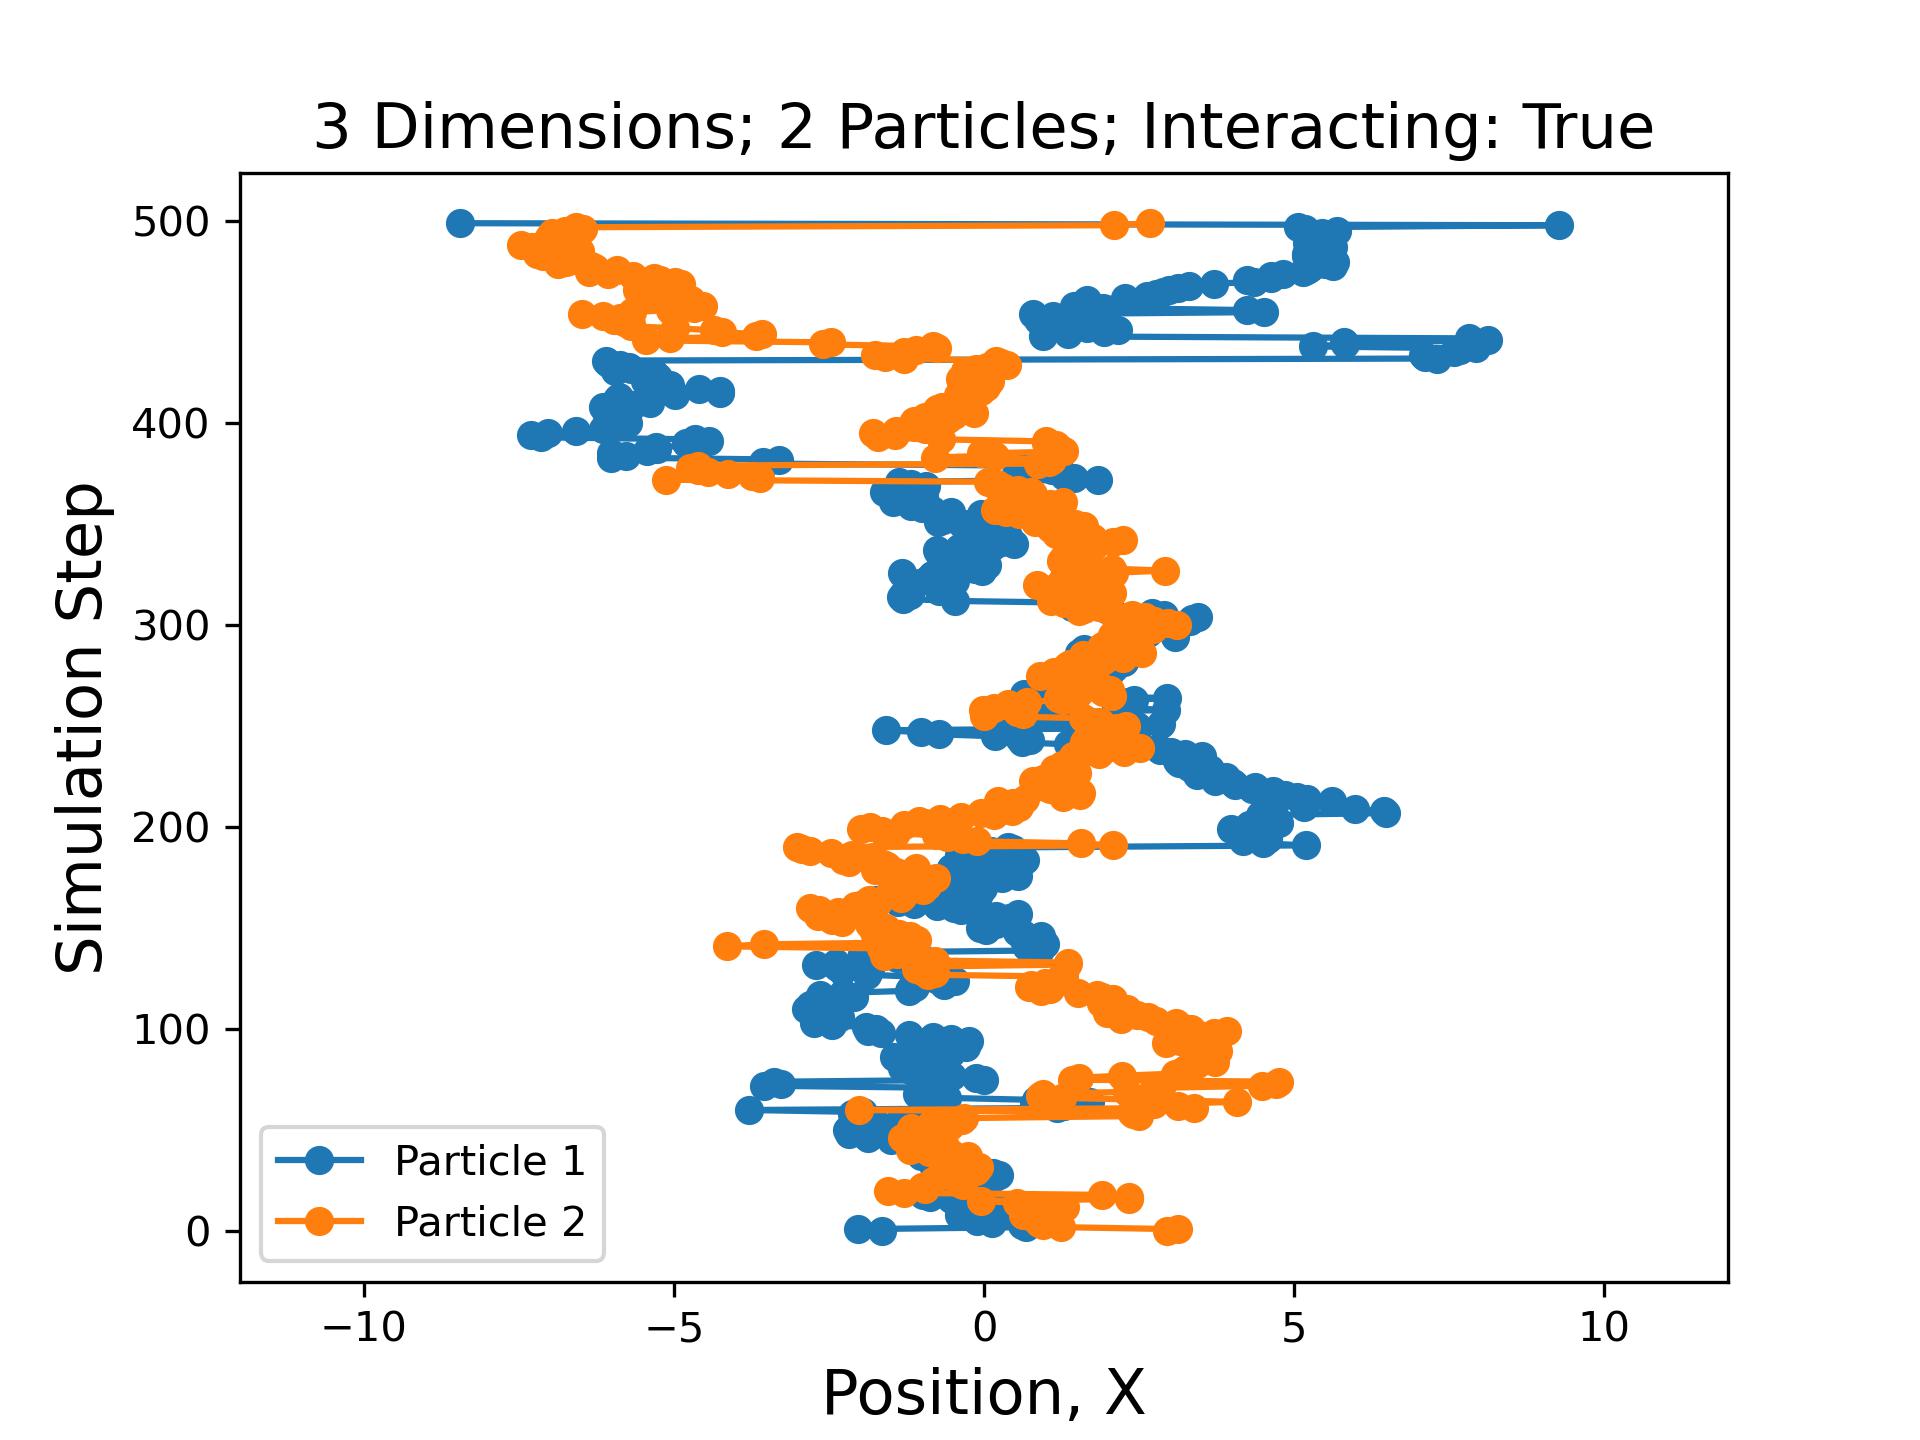 3 Dimensions; 2 Particles; Interacting: True
Simulation Step
500
400
300
200
100
0
Particle 1
Particle 2
−10
−5
0
5
10
Position, X